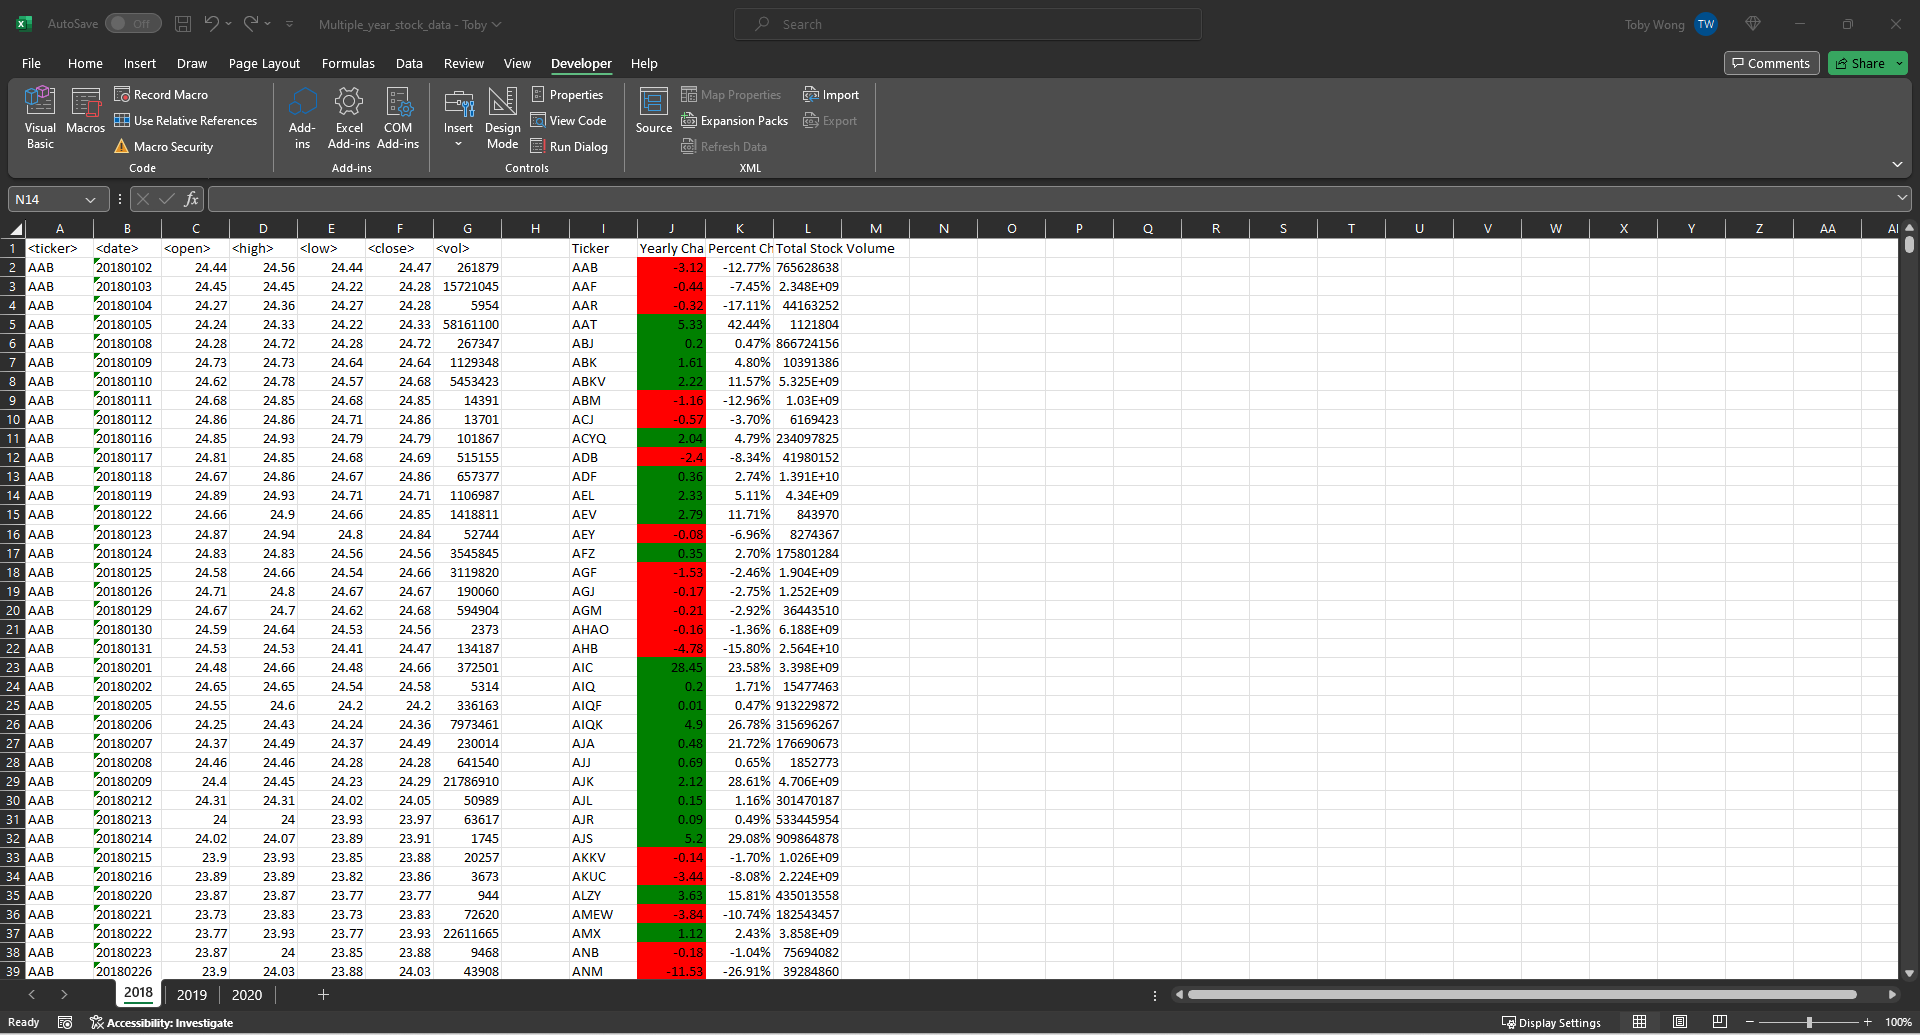 AutoSave Off Multiple_year_stock_data - Toby Search Toby Wong TW
File Home Insert Draw Page Layout Formulas Data Review View Developer Help Comments Share
Visual Basic
Macros
Record Macro
Use Relative References
Macro Security
Code
Add-ins
Excel Add-ins
COM Add-ins
Add-ins
Insert
Design Mode
Properties
View Code
Run Dialog
Controls
Source
Map Properties
Expansion Packs
Refresh Data
Import
Export
XML
N14 fx
A B C D E F G H I J K L M N O P Q R S T U V W X Y Z AA
1 <ticker> <date> <open> <high> <low> <close> <vol> Ticker Yearly Cha Percent Ch Total Stock Volume
2 AAB 20180102 24.44 24.56 24.44 24.47 261879 AAB -3.12 -12.77% 765628638
3 AAB 20180103 24.45 24.45 24.22 24.28 15721045 AAF -0.44 -7.45% 2.348E+09
4 AAB 20180104 24.27 24.36 24.27 24.28 5954 AAR -0.32 -17.11% 44163252
5 AAB 20180105 24.24 24.33 24.22 24.33 58161100 AAT 5.33 42.44% 1121804
6 AAB 20180108 24.28 24.72 24.28 24.72 267347 ABJ 0.2 0.47% 866724156
7 AAB 20180109 24.73 24.73 24.64 24.64 1129348 ABK 1.61 4.80% 10391386
8 AAB 20180110 24.62 24.78 24.57 24.68 5453423 ABKV 2.22 11.57% 5.325E+09
9 AAB 20180111 24.68 24.85 24.68 24.85 14391 ABM -1.16 -12.96% 1.03E+09
10 AAB 20180112 24.86 24.86 24.71 24.86 13701 ACJ -0.57 -3.70% 6169423
11 AAB 20180116 24.85 24.93 24.79 24.79 101867 ACYQ 2.04 4.79% 234097825
12 AAB 20180117 24.81 24.85 24.68 24.69 515155 ADB -2.4 -8.34% 41980152
13 AAB 20180118 24.67 24.86 24.67 24.86 657377 ADF 0.36 2.74% 1.391E+10
14 AAB 20180119 24.89 24.93 24.71 24.71 1106987 AEL 2.33 5.11% 4.34E+09
15 AAB 20180122 24.66 24.9 24.66 24.85 1418811 AEV 2.79 11.71% 843970
16 AAB 20180123 24.87 24.94 24.8 24.84 52744 AEY -0.08 -6.96% 8274367
17 AAB 20180124 24.83 24.83 24.56 24.56 3545845 AFZ 0.35 2.70% 175801284
18 AAB 20180125 24.58 24.66 24.54 24.66 3119820 AGF -1.53 -2.46% 1.904E+09
19 AAB 20180126 24.71 24.8 24.67 24.67 190060 AGJ -0.17 -2.75% 1.252E+09
20 AAB 20180129 24.67 24.7 24.62 24.68 594904 AGM -0.21 -2.92% 36443510
21 AAB 20180130 24.59 24.64 24.53 24.56 2373 AHAO -0.16 -1.36% 6.188E+09
22 AAB 20180131 24.53 24.53 24.41 24.47 134187 AHB -4.78 -15.80% 2.564E+10
23 AAB 20180201 24.48 24.66 24.48 24.66 372501 AIC 28.45 23.58% 3.398E+09
24 AAB 20180202 24.65 24.65 24.54 24.58 5314 AIQ 0.2 1.71% 15477463
25 AAB 20180205 24.55 24.6 24.2 24.2 336163 AIQF 0.01 0.47% 913229872
26 AAB 20180206 24.25 24.43 24.24 24.36 7973461 AIQK 4.9 26.78% 315696267
27 AAB 20180207 24.37 24.49 24.37 24.49 230014 AJA 0.48 21.72% 176690673
28 AAB 20180208 24.46 24.46 24.28 24.28 641540 AJJ 0.69 0.65% 1852773
29 AAB 20180209 24.4 24.45 24.23 24.29 21786910 AJK 2.12 28.61% 4.706E+09
30 AAB 20180212 24.31 24.31 24.02 24.05 50989 AJL 0.15 1.16% 301470187
31 AAB 20180213 24 24 23.93 23.97 63617 AJR 0.09 0.49% 533445954
32 AAB 20180214 24.02 24.07 23.89 23.91 1745 AJS 5.2 29.08% 909864878
33 AAB 20180215 23.9 23.93 23.85 23.88 20257 AKKV -0.14 -1.70% 1.026E+09
34 AAB 20180216 23.89 23.89 23.82 23.86 3673 AKUC -3.44 -8.08% 2.224E+09
35 AAB 20180220 23.87 23.87 23.77 23.77 944 ALZY 3.63 15.81% 435013558
36 AAB 20180221 23.73 23.83 23.73 23.83 72620 AMEW -3.84 -10.74% 182543457
37 AAB 20180222 23.77 23.93 23.77 23.93 22611665 AMX 1.12 2.43% 3.858E+09
38 AAB 20180223 23.87 24 23.85 23.88 9468 ANB -0.18 -1.04% 75694082
39 AAB 20180226 23.9 24.03 23.88 24.03 43908 ANM -11.53 -26.91% 39284860
2018 2019 2020
Ready Accessibility: Investigate Display Settings 100%